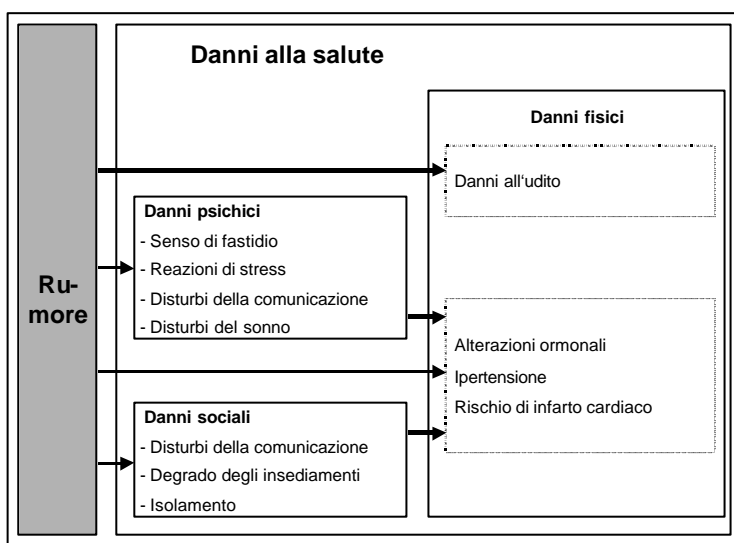 Danni alla salute
Danni fisici
Danni all‘udito
Danni psichici
- Senso di fastidio
- Reazioni di stress
- Disturbi della comunicazione
- Disturbi del sonno
Ru-
more
Alterazioni ormonali
Ipertensione
Rischio di infarto cardiaco
Danni sociali
- Disturbi della comunicazione
- Degrado degli insediamenti
- Isolamento